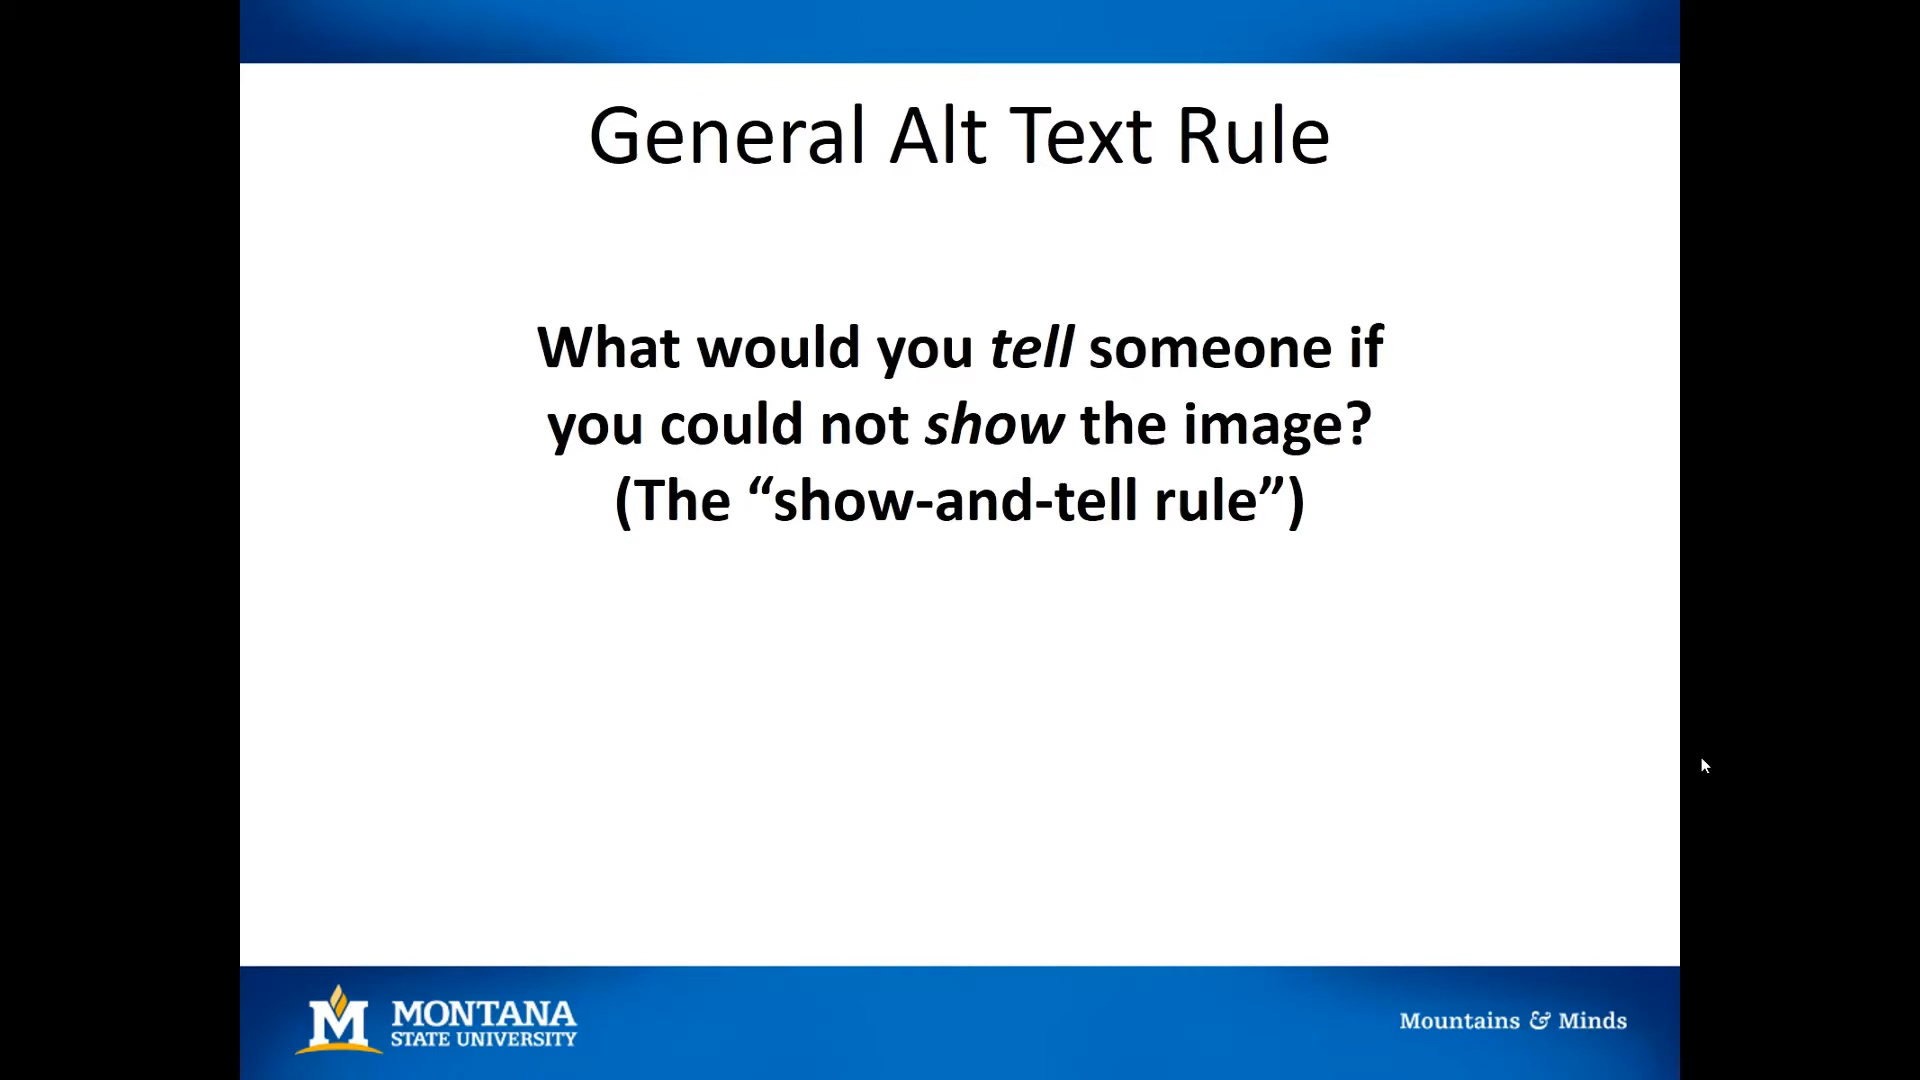 General Alt Text Rule
What would you tell someone if
you could not show the image?
(The “show-and-tell rule”)
M MONTANA
STATE UNIVERSITY
Mountains & Minds